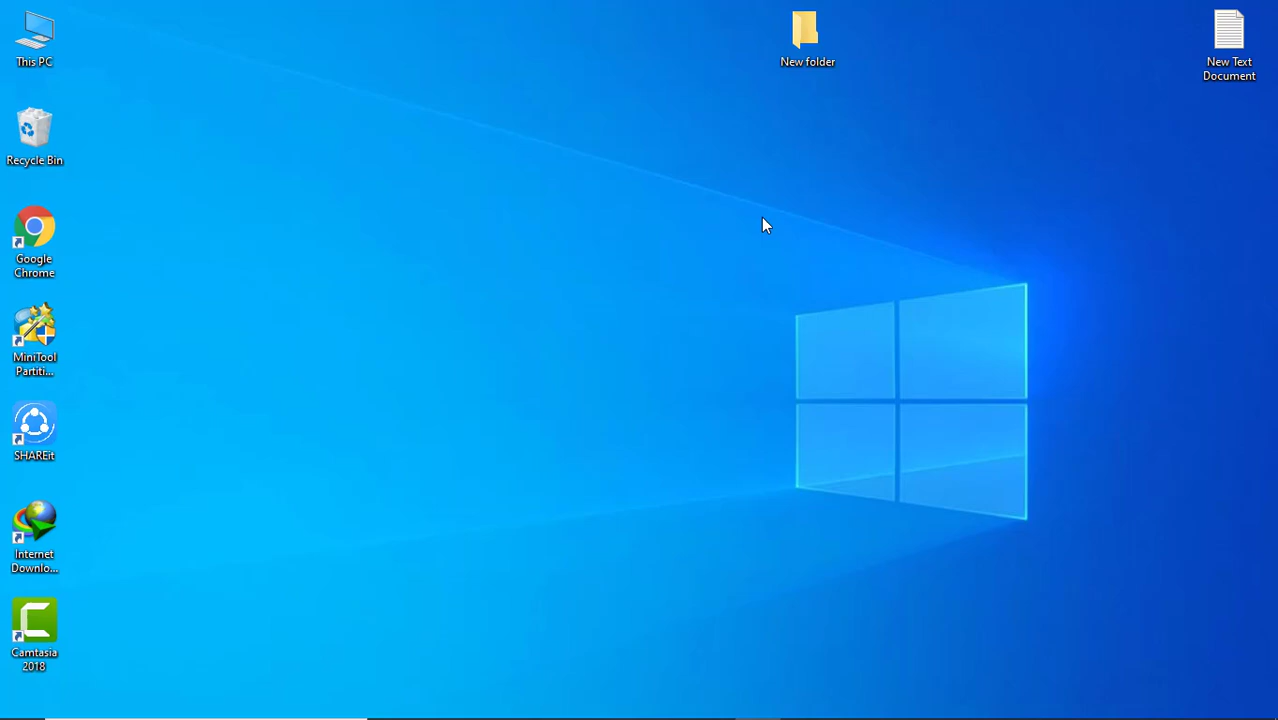 This PC
New folder
New Text
Document
Recycle Bin
Google
Chrome
MiniTool
Partiti...
SHAREit
Internet
Downlo...
Camtasia
2018